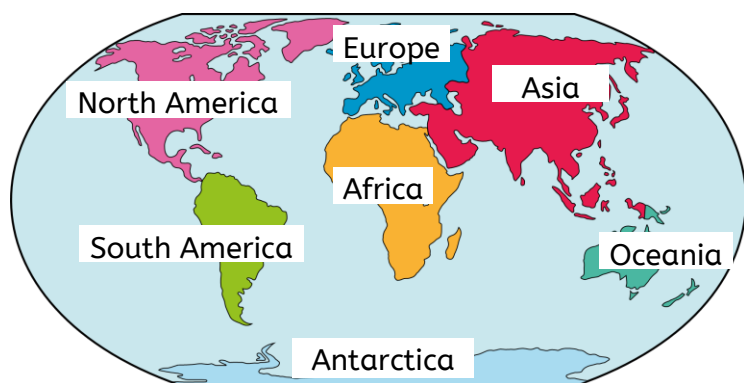 Europe
Asia
North America
Africa
South America
Oceania
Antarctica